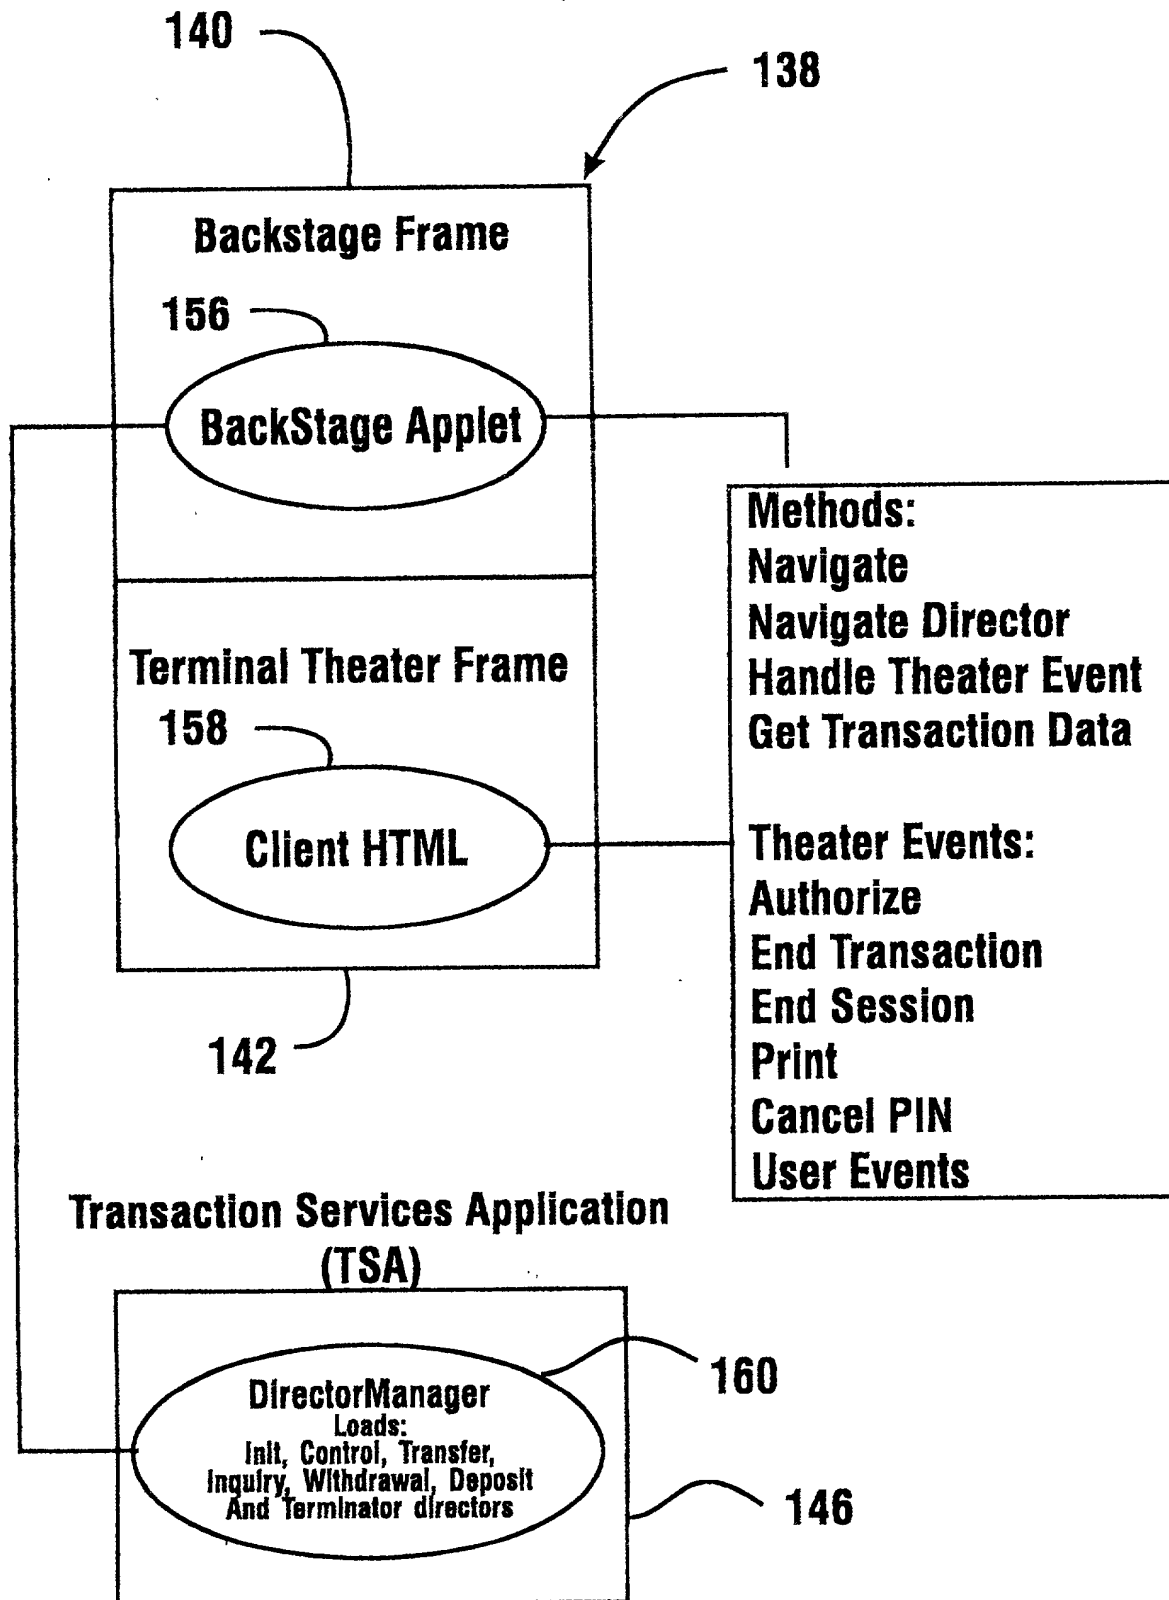 140
138
Backstage Frame
156
BackStage Applet
Methods:
Navigate
Navigate Director
Handle Theater Event
Get Transaction Data
Terminal Theater Frame
158
Client HTML
Theater Events:
Authorize
End Transaction
End Session
Print
Cancel PIN
User Events
142
Transaction Services Application
(TSA)
160
DirectorManager
Loads:
Init, Control, Transfer,
Inquiry, Withdrawal, Deposit
And Terminator directors
146